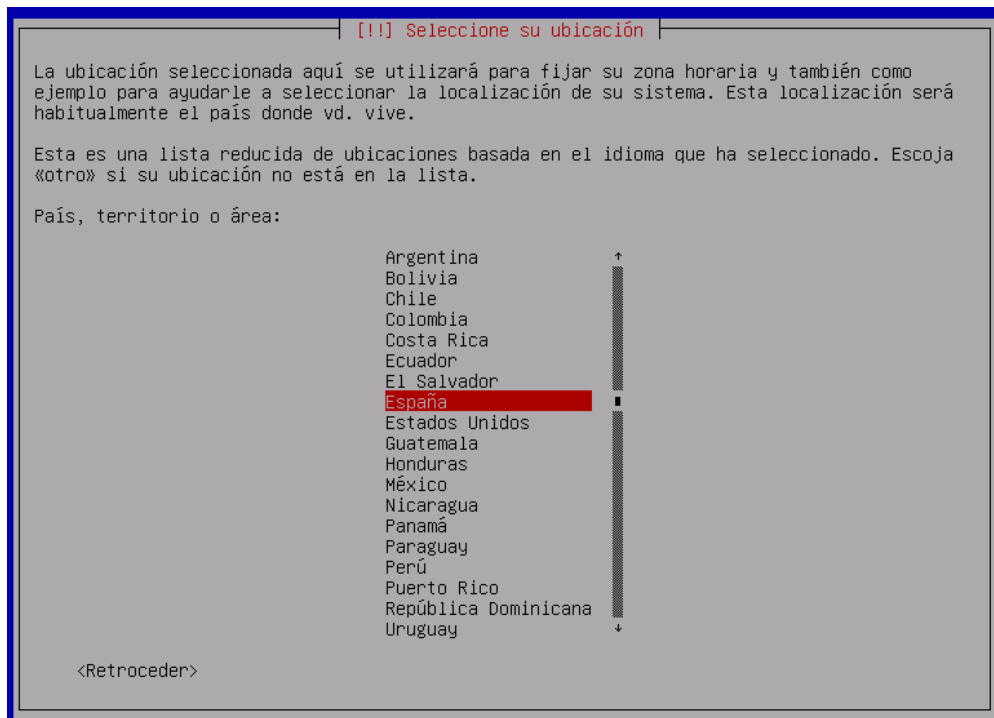 [!!] Seleccione su ubicación
La ubicación seleccionada aquí se utilizará para fijar su zona horaria y también como
ejemplo para ayudarle a seleccionar la localización de su sistema. Esta localización será
habitualmente el país donde vd. vive.
Esta es una lista reducida de ubicaciones basada en el idioma que ha seleccionado. Escoja
«otro» si su ubicación no está en la lista.
País, territorio o área:
Argentina
Bolivia
Chile
Colombia
Costa Rica
Ecuador
El Salvador
España
Estados Unidos
Guatemala
Honduras
México
Nicaragua
Panamá
Paraguay
Perú
Puerto Rico
República Dominicana
Uruguay
<Retroceder>